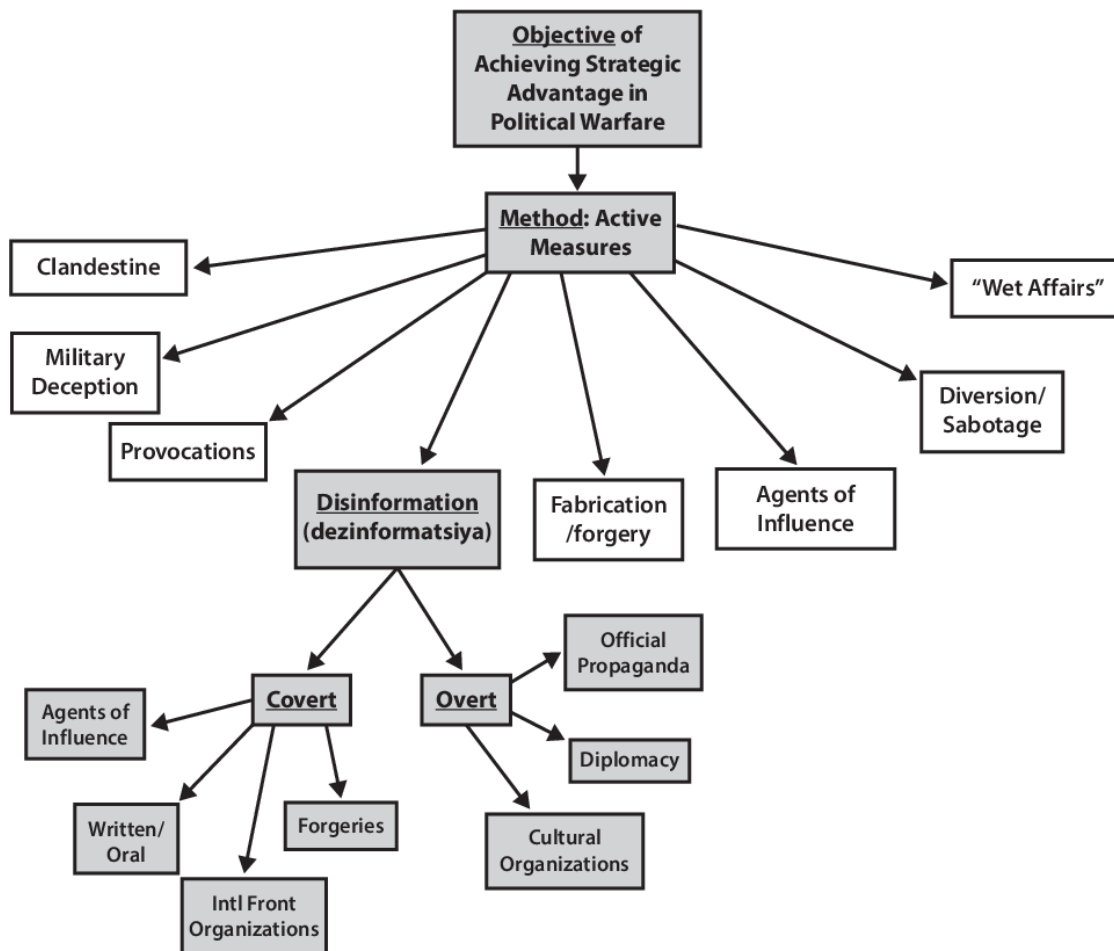 Objective of
Achieving Strategic
Advantage in
Political Warfare
Method: Active
Measures
Clandestine
"Wet Affairs"
Military
Deception
Diversion/
Sabotage
Provocations
Disinformation
(dezinformatsiya)
Fabrication
/forgery
Agents of
Influence
Official
Propaganda
Covert
Overt
Agents of
Influence
Diplomacy
Written/
Oral
Forgeries
Cultural
Organizations
Intl Front
Organizations